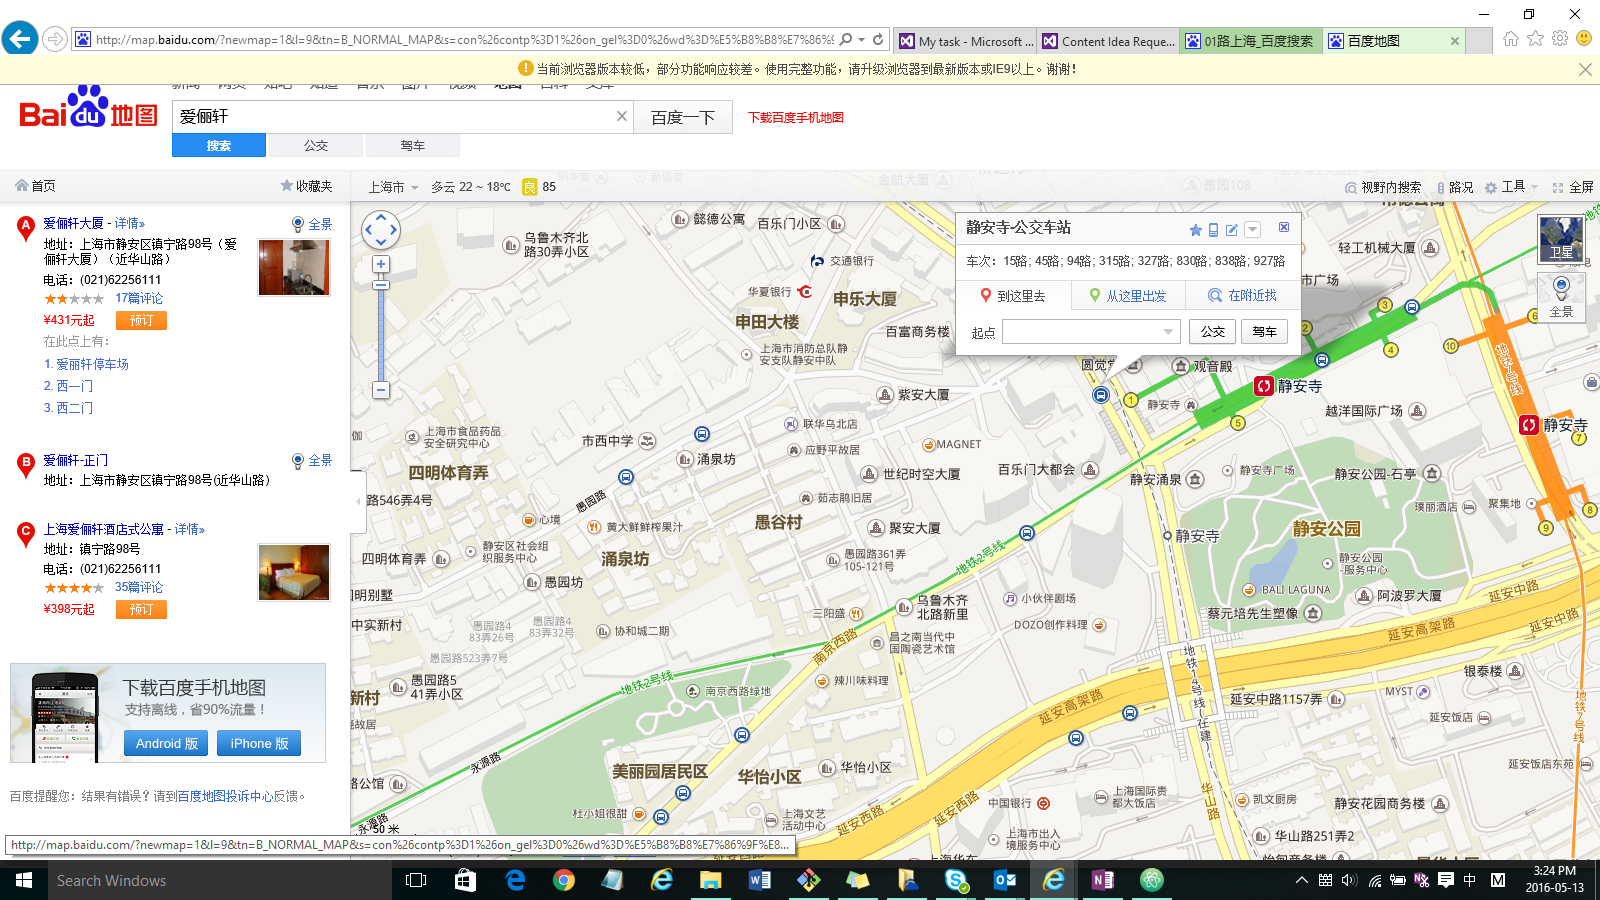 http://map.baidu.com/?newmap=1&l=9&tn=B_NORMAL_MAP&s=con%26contp%3D1%26on_gel%3D0%26wd%3D%E5%B8%B8%E7%86%9
My task - Microsoft ...
Content Idea Reque...
01路上海_百度搜索
百度地图
当前浏览器版本较低，部分功能响应较差。使用完整功能，请升级浏览器到最新版本或IE9以上。谢谢！
Bai du 地图
爱俪轩
百度一下
下载百度手机地图
搜索
公交
驾车
首页
收藏夹
上海市
多云 22 ~ 18℃
良 85
视野内搜索
路况
工具
全屏
A
爱俪轩大厦 - 详情»
全景
地址：上海市静安区镇宁路98号（爱
俪轩大厦）（近华山路）
电话：(021)62256111
17篇评论
¥431元起
预订
在此点上有：
1. 爱丽轩停车场
2. 西一门
3. 西二门
B
爱俪轩-正门
全景
地址：上海市静安区镇宁路98号(近华山路)
C
上海爱俪轩酒店式公寓 - 详情»
地址：镇宁路98号
电话：(021)62256111
35篇评论
¥398元起
预订
下载百度手机地图
支持离线，省90%流量！
Android 版
iPhone 版
百度提醒您：结果有错误？请到百度地图投诉中心反馈。
静安寺-公交车站
车次：15路; 45路; 94路; 315路; 327路; 830路; 838路; 927路
到这里去
从这里出发
在附近找
起点
公交
驾车
卫星
全景
愚园108
金航大厦
懿德公寓
百乐门小区
乌鲁木齐北
路30弄小区
交通银行
华夏银行
申乐大厦
申田大楼
百富商务楼
上海市消防总队静
安支队静安中队
轻工机械大厦
市广场
圆觉堂
观音殿
静安寺
静安寺
静安寺
越洋国际广场
紫安大厦
联华乌北店
应野平故居
MAGNET
世纪时空大厦
百乐门大都会
静安涌泉
静安寺广场
静安公园-石亭
璞丽酒店
聚集地
上海市食品药品
安全研究中心
市西中学
涌泉坊
四明体育弄
路546弄4号
愚园路
心境
黄大鲜鲜榨果汁
茹志鹃旧居
愚谷村
聚安大厦
静安寺
静安公园
静安公园
-服务中心
四明体育弄
静安区社会组
织服务中心
涌泉坊
愚园坊
愚园路361弄
105-121号
地铁2号线
BALI LAGUNA
阿波罗大厦
蔡元培先生塑像
延安中路
延安中路
延安高架路
明别墅
中实新村
愚园路4
83弄26号
愚园路4
83弄32号
协和城二期
三阳盛
乌鲁木齐
北路新里
小伙伴剧场
DOZO创作料理
昌之南当代中
国陶瓷艺术馆
南京西路
愚园路523弄7号
愚园路5
41弄小区
新村
故居
地铁2号线
南京西路绿地
辣川味料理
延安高架路
地铁14号线(在建)
延安中路1157弄
MYST
银泰楼
延安饭店
地铁7号线
延安饭店东苑
永源路
永源路
美丽园居民区
华怡小区
华怡小区
路公馆
杜小姐很甜
上海文艺
活动中心
延安西路
延安西路
中国银行
上海国际贵
都大饭店
上海市出入
境服务中心
华山路
凯文厨房
静安花园商务楼
华山路251弄2
50 米
http://map.baidu.com/?newmap=1&l=9&tn=B_NORMAL_MAP&s=con%26contp%3D1%26on_gel%3D0%26wd%3D%E5%B8%B8%E7%86%9F%E8...
Search Windows
中
M
3:24 PM
2016-05-13